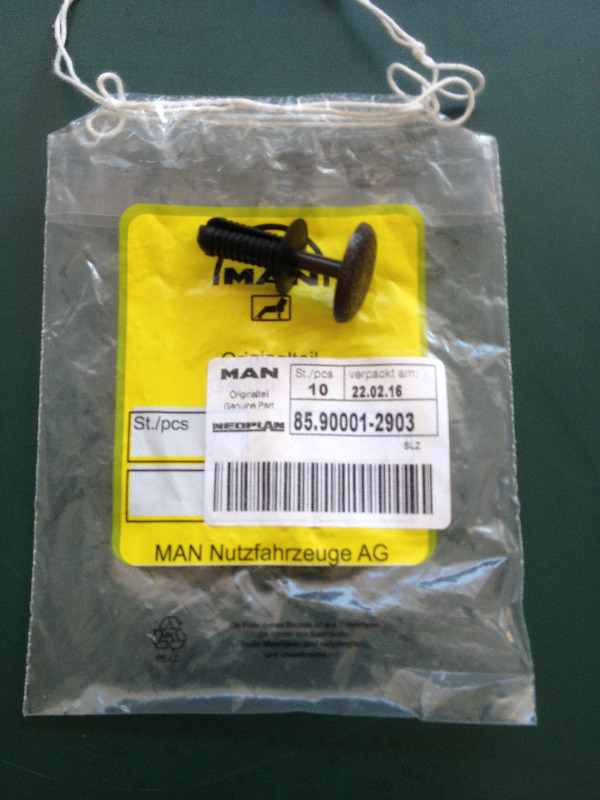 MAN
Originalteil
MAN
Originalteil
Genuine Part
NEOPLAN
St./pcs
10
verpackt am:
22.02.16
85.90001-2903
SLZ
St./pcs
MAN Nutzfahrzeuge AG